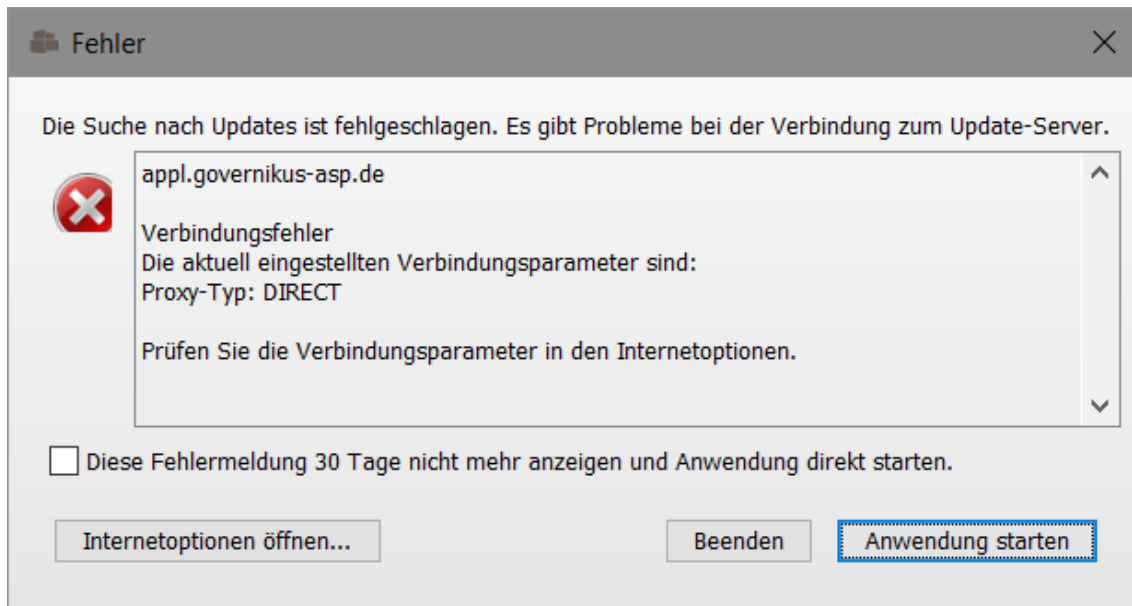 Fehler
Die Suche nach Updates ist fehlgeschlagen. Es gibt Probleme bei der Verbindung zum Update-Server.
appl.governikus-asp.de
Verbindungsfehler
Die aktuell eingestellten Verbindungsparameter sind:
Proxy-Typ: DIRECT
Prüfen Sie die Verbindungsparameter in den Internetoptionen.
Diese Fehlermeldung 30 Tage nicht mehr anzeigen und Anwendung direkt starten.
Internetoptionen öffnen...
Beenden
Anwendung starten